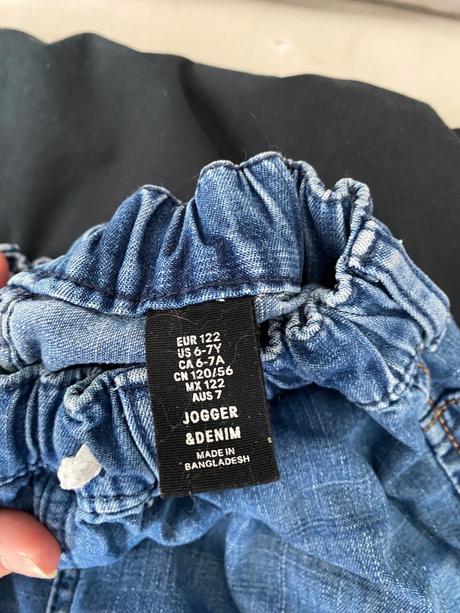 EUR 122
US 6-7Y
CA 6-7A
CN 120/56
MX 122
AUS 7
JOGGER
&DENIM
MADE IN
BANGLADESH